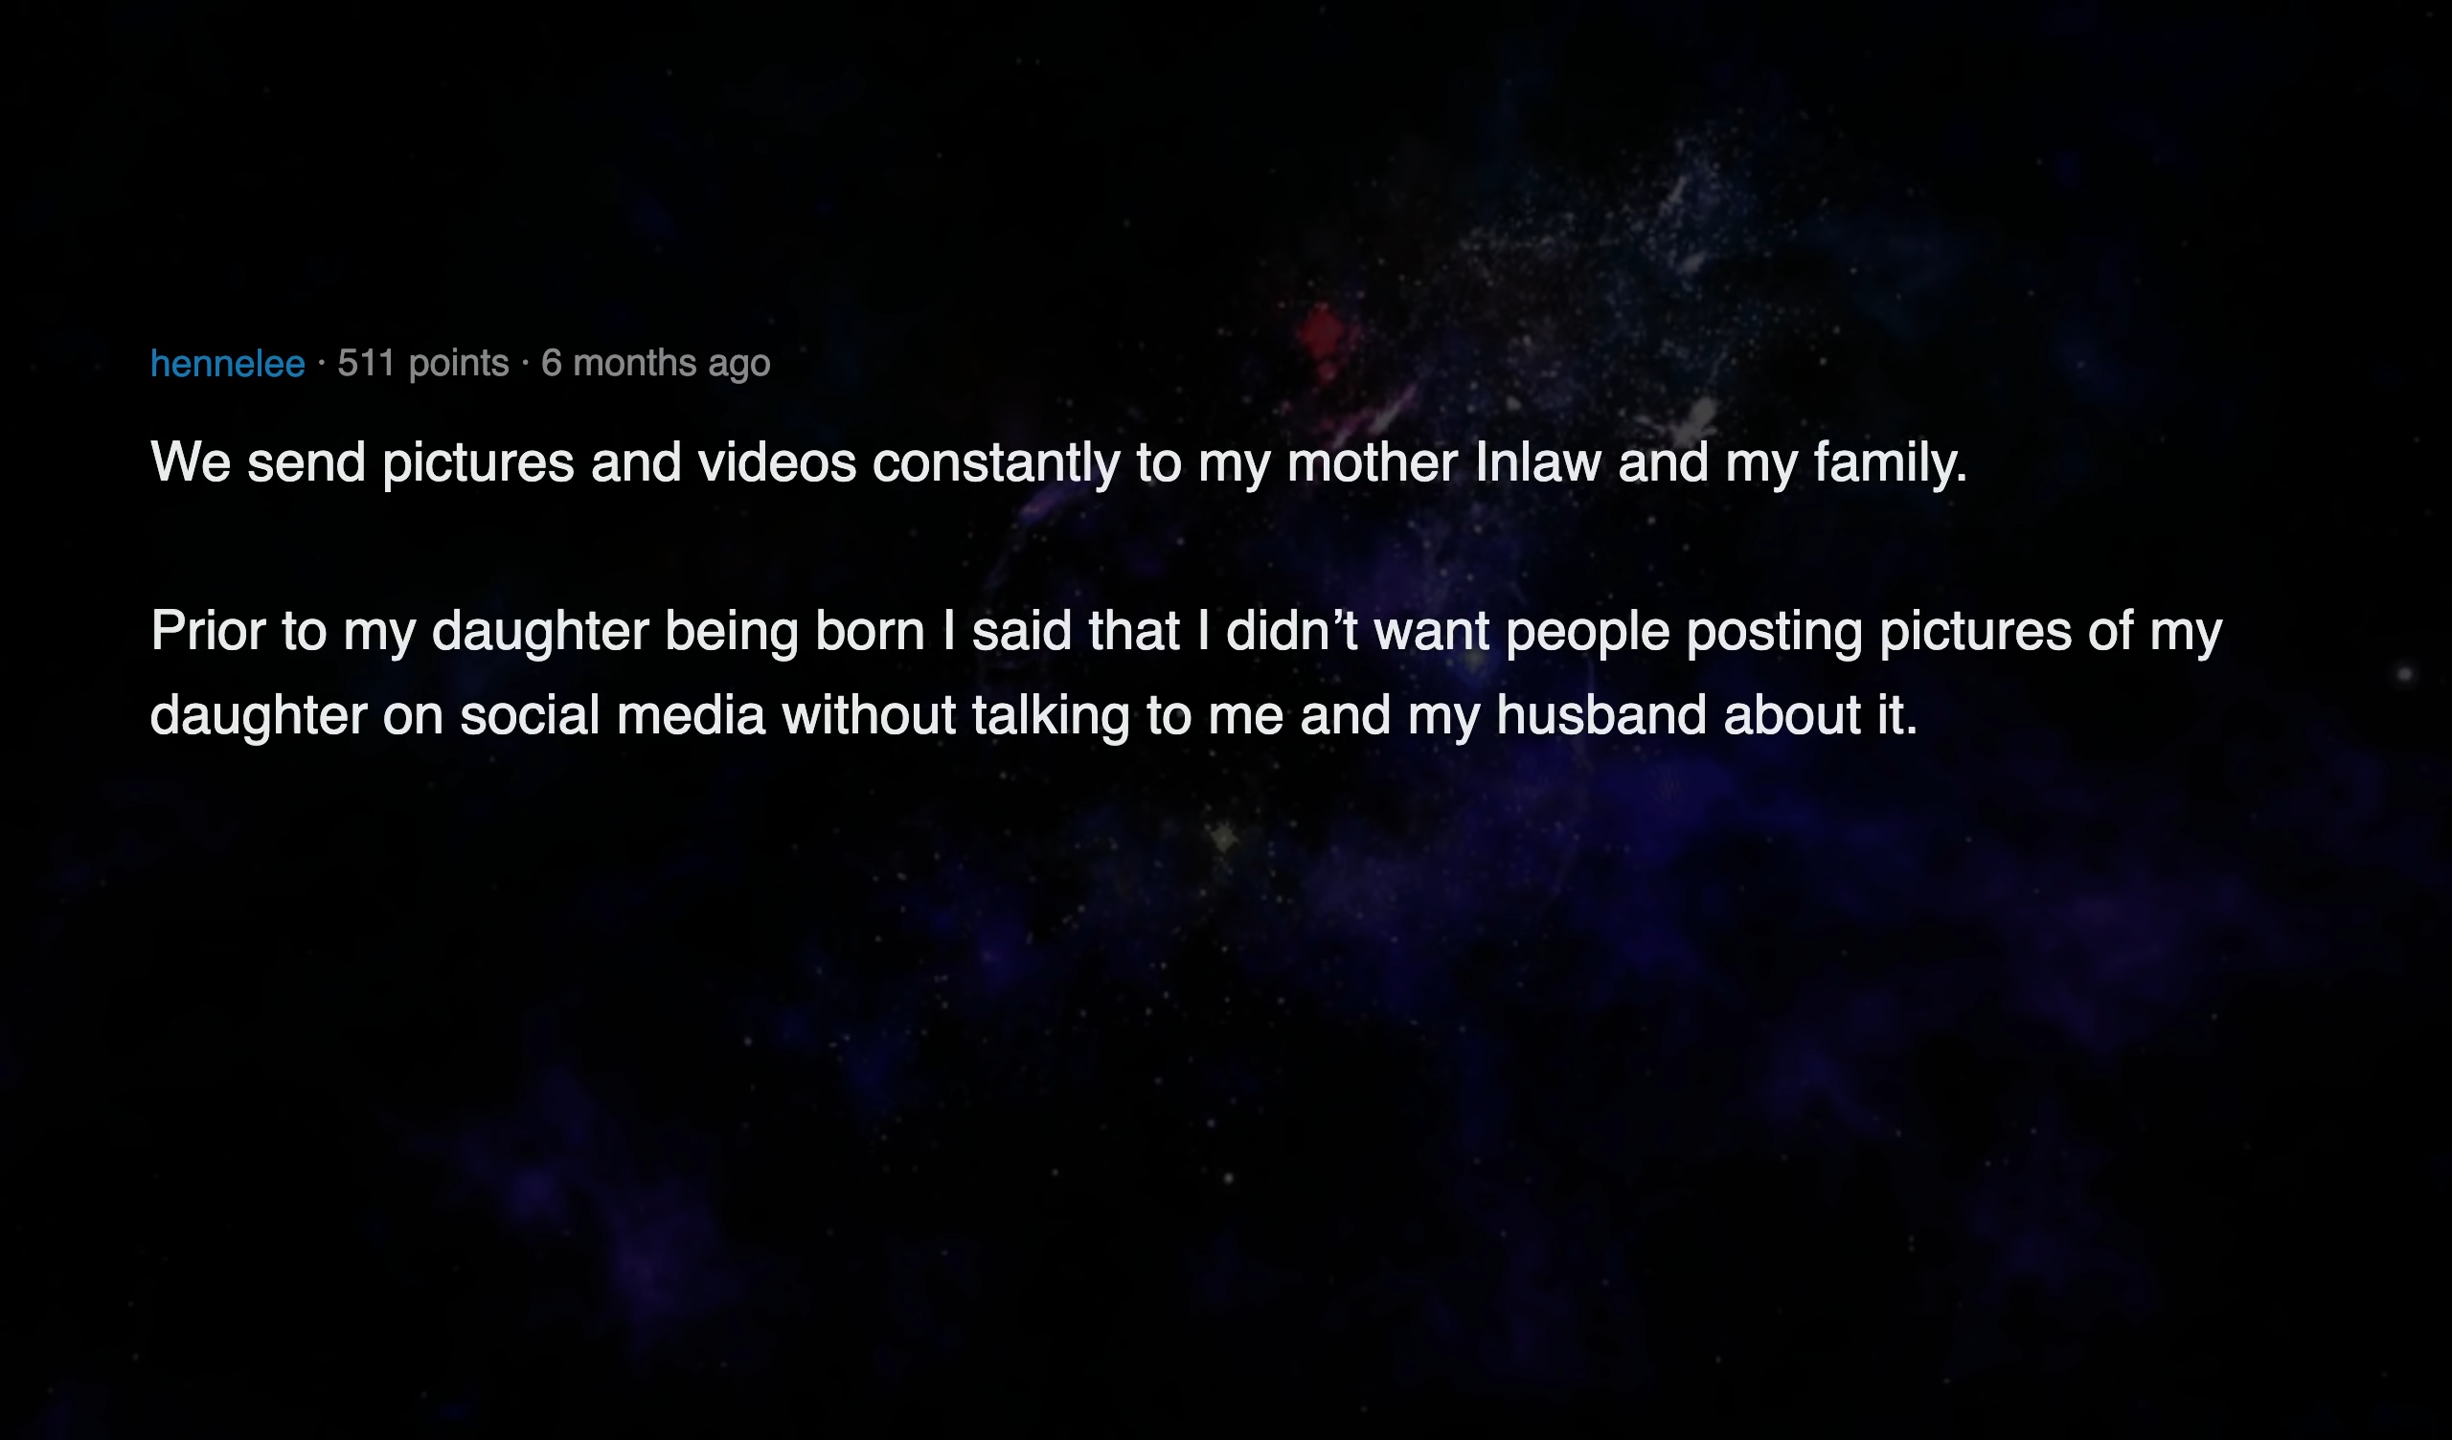 hennelee · 511 points · 6 months ago
We send pictures and videos constantly to my mother Inlaw and my family.
Prior to my daughter being born I said that I didn’t want people posting pictures of my
daughter on social media without talking to me and my husband about it.